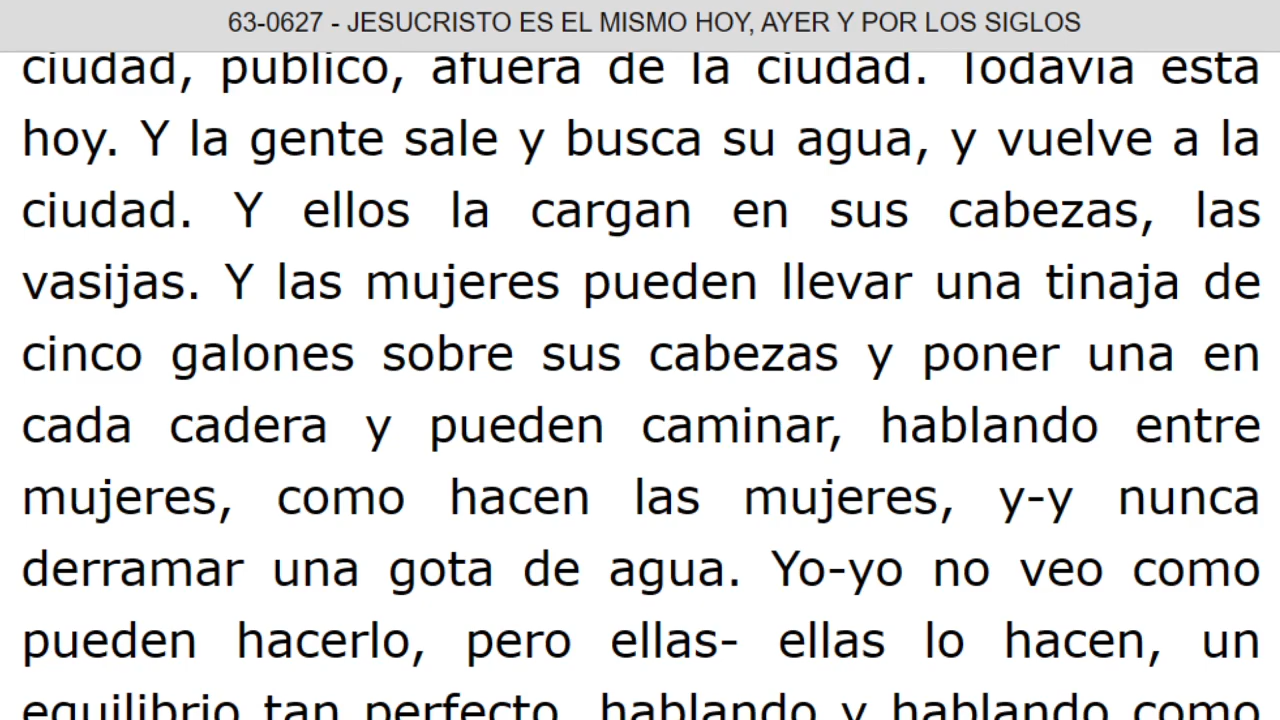 63-0627 - JESUCRISTO ES EL MISMO HOY, AYER Y POR LOS SIGLOS
ciudad, público, afuera de la ciudad. Todavía está
hoy. Y la gente sale y busca su agua, y vuelve a la
ciudad. Y ellos la cargan en sus cabezas, las
vasijas. Y las mujeres pueden llevar una tinaja de
cinco galones sobre sus cabezas y poner una en
cada cadera y pueden caminar, hablando entre
mujeres, como hacen las mujeres, y-y nunca
derramar una gota de agua. Yo-yo no veo como
pueden hacerlo, pero ellas- ellas lo hacen, un
equilibrio tan perfecto, hablando y hablando como